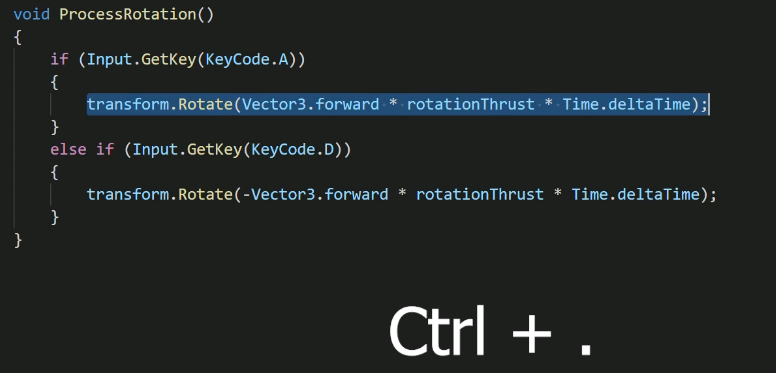 void ProcessRotation()
{
    if (Input.GetKey(KeyCode.A))
    {
        transform.Rotate(Vector3.forward * rotationThrust * Time.deltaTime);
    }
    else if (Input.GetKey(KeyCode.D))
    {
        transform.Rotate(-Vector3.forward * rotationThrust * Time.deltaTime);
    }
}
Ctrl + .